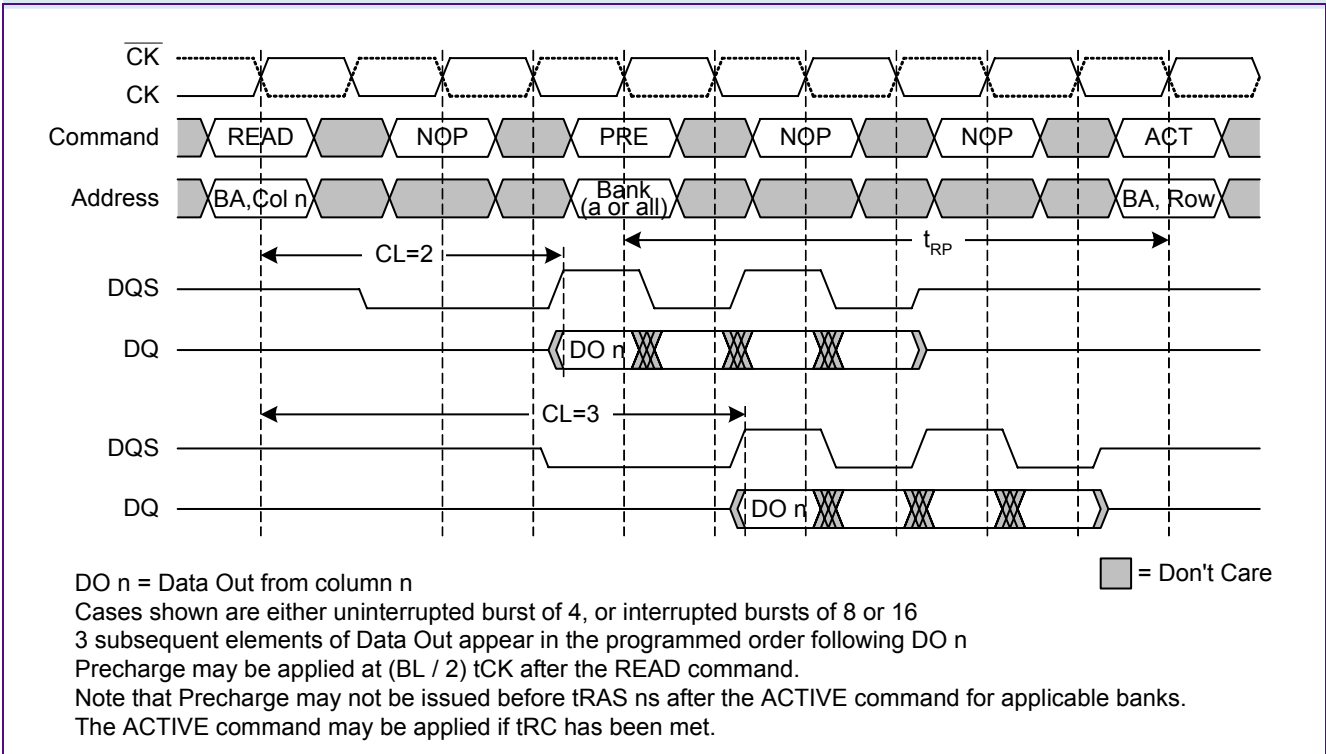 CK
CK
Command READ NOP PRE NOP NOP ACT
Address BA,Col n Bank (a or all) BA, Row
CL=2 tRP
DQS
DQ DO n
CL=3
DQS
DQ DO n
DO n = Data Out from column n
= Don't Care
Cases shown are either uninterrupted burst of 4, or interrupted bursts of 8 or 16
3 subsequent elements of Data Out appear in the programmed order following DO n
Precharge may be applied at (BL / 2) tCK after the READ command.
Note that Precharge may not be issued before tRAS ns after the ACTIVE command for applicable banks.
The ACTIVE command may be applied if tRC has been met.